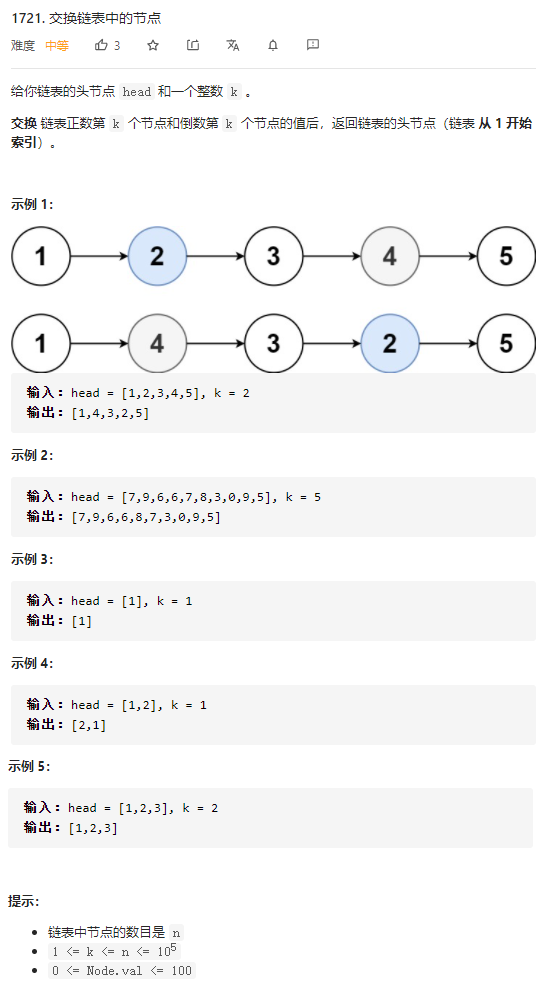 1721. 交换链表中的节点
难度 中等 3
给你链表的头节点 head 和一个整数 k 。
交换 链表正数第 k 个节点和倒数第 k 个节点的值后，返回链表的头节点（链表 从 1 开始
索引）。
示例 1：
1 2 3 4 5
1 4 3 2 5
输入：head = [1,2,3,4,5], k = 2
输出：[1,4,3,2,5]
示例 2：
输入：head = [7,9,6,6,7,8,3,0,9,5], k = 5
输出：[7,9,6,6,8,7,3,0,9,5]
示例 3：
输入：head = [1], k = 1
输出：[1]
示例 4：
输入：head = [1,2], k = 1
输出：[2,1]
示例 5：
输入：head = [1,2,3], k = 2
输出：[1,2,3]
提示：
• 链表中节点的数目是 n
• 1 <= k <= n <= 10⁵
• 0 <= Node.val <= 100